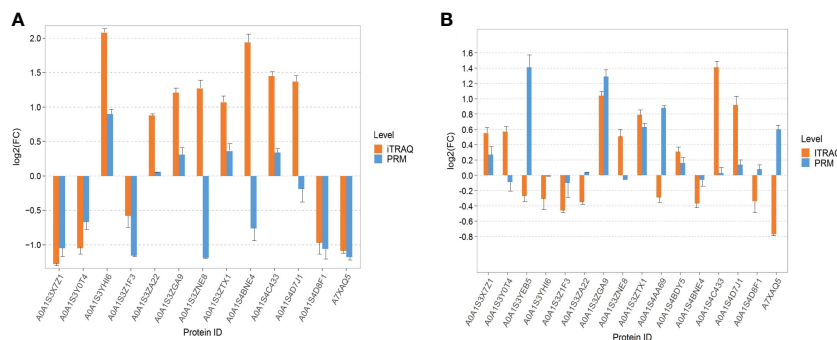 A
log2(FC)
2.0
1.5
1.0
0.5
0.0
−0.5
−1.0
A0A1S3X7Z1
A0A1S3Y0T4
A0A1S3YHI6
A0A1S3Z1F3
A0A1S3ZA22
A0A1S3ZGA9
A0A1S3ZNE8
A0A1S3ZTX1
A0A1S4BNE4
A0A1S4C433
A0A1S4D7J1
A0A1S4D8F1
A7XAQ5
Protein ID
Level
iTRAQ
PRM
B
log2(FC)
1.6
1.4
1.2
1.0
0.8
0.6
0.4
0.2
0.0
-0.2
-0.4
-0.6
-0.8
A0A1S3X7Z1
A0A1S3Y0T4
A0A1S3YEB5
A0A1S3YHI6
A0A1S3Z1F3
A0A1S3ZA22
A0A1S3ZGA9
A0A1S3ZNE8
A0A1S3ZTX1
A0A1S4AA69
A0A1S4BDY5
A0A1S4BNE4
A0A1S4C433
A0A1S4D7J1
A0A1S4D8F1
A7XAQ5
Protein ID
Level
ITRAQ
PRM